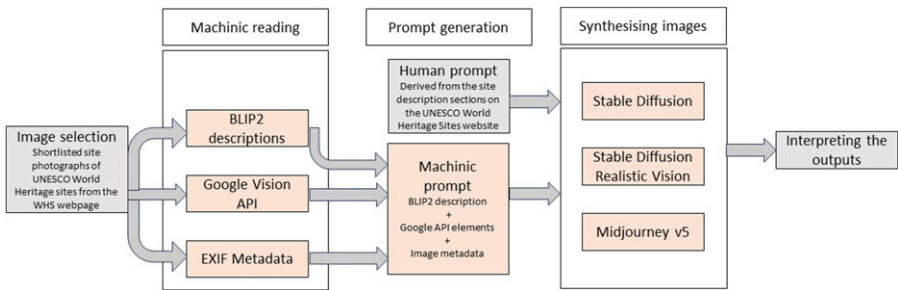 Machinic reading
Prompt generation
Synthesising images
Image selection
Shortlisted site
photographs of
UNESCO World
Heritage sites from the
WHS webpage
BLIP2
descriptions
Google Vision
API
EXIF Metadata
Human prompt
Derived from the site
description sections on
the UNESCO World
Heritage Sites website
Machinic
prompt
BLIP2 description
+
Google API elements
+
Image metadata
Stable Diffusion
Stable Diffusion
Realistic Vision
Midjourney v5
Interpreting the
outputs